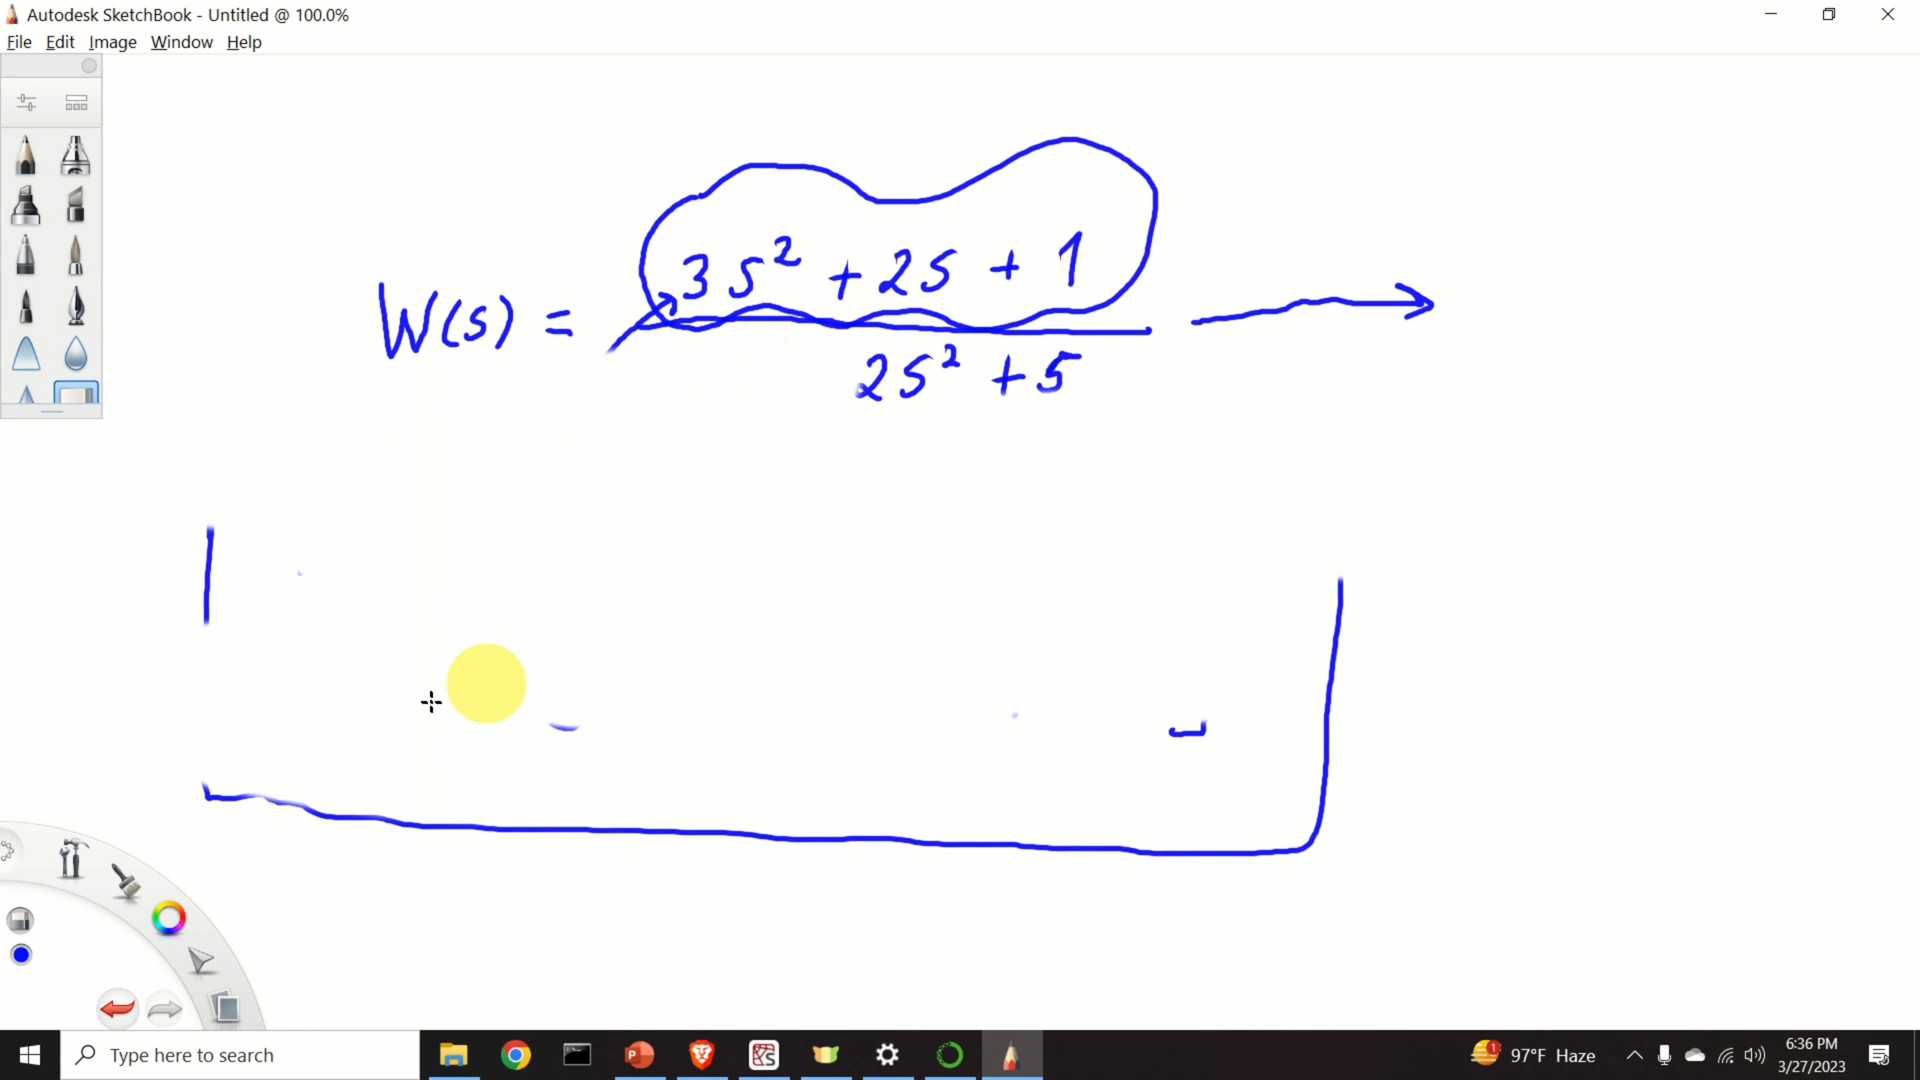 Autodesk SketchBook - Untitled @ 100.0%
File Edit Image Window Help
3s² + 2s + 1
W(s) =
2s² + 5
Type here to search
97°F Haze
6:36 PM
3/27/2023